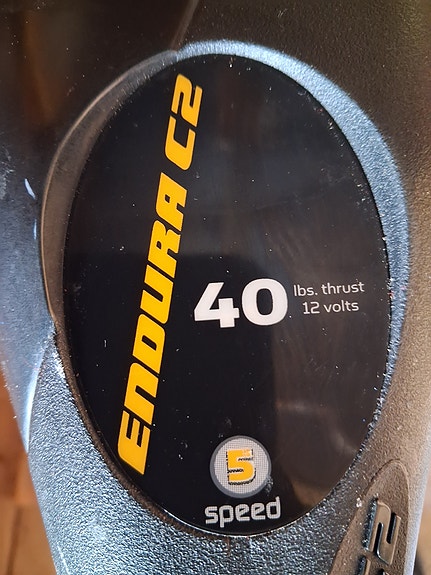 ENDURA C2
40 lbs. thrust
12 volts
5
speed